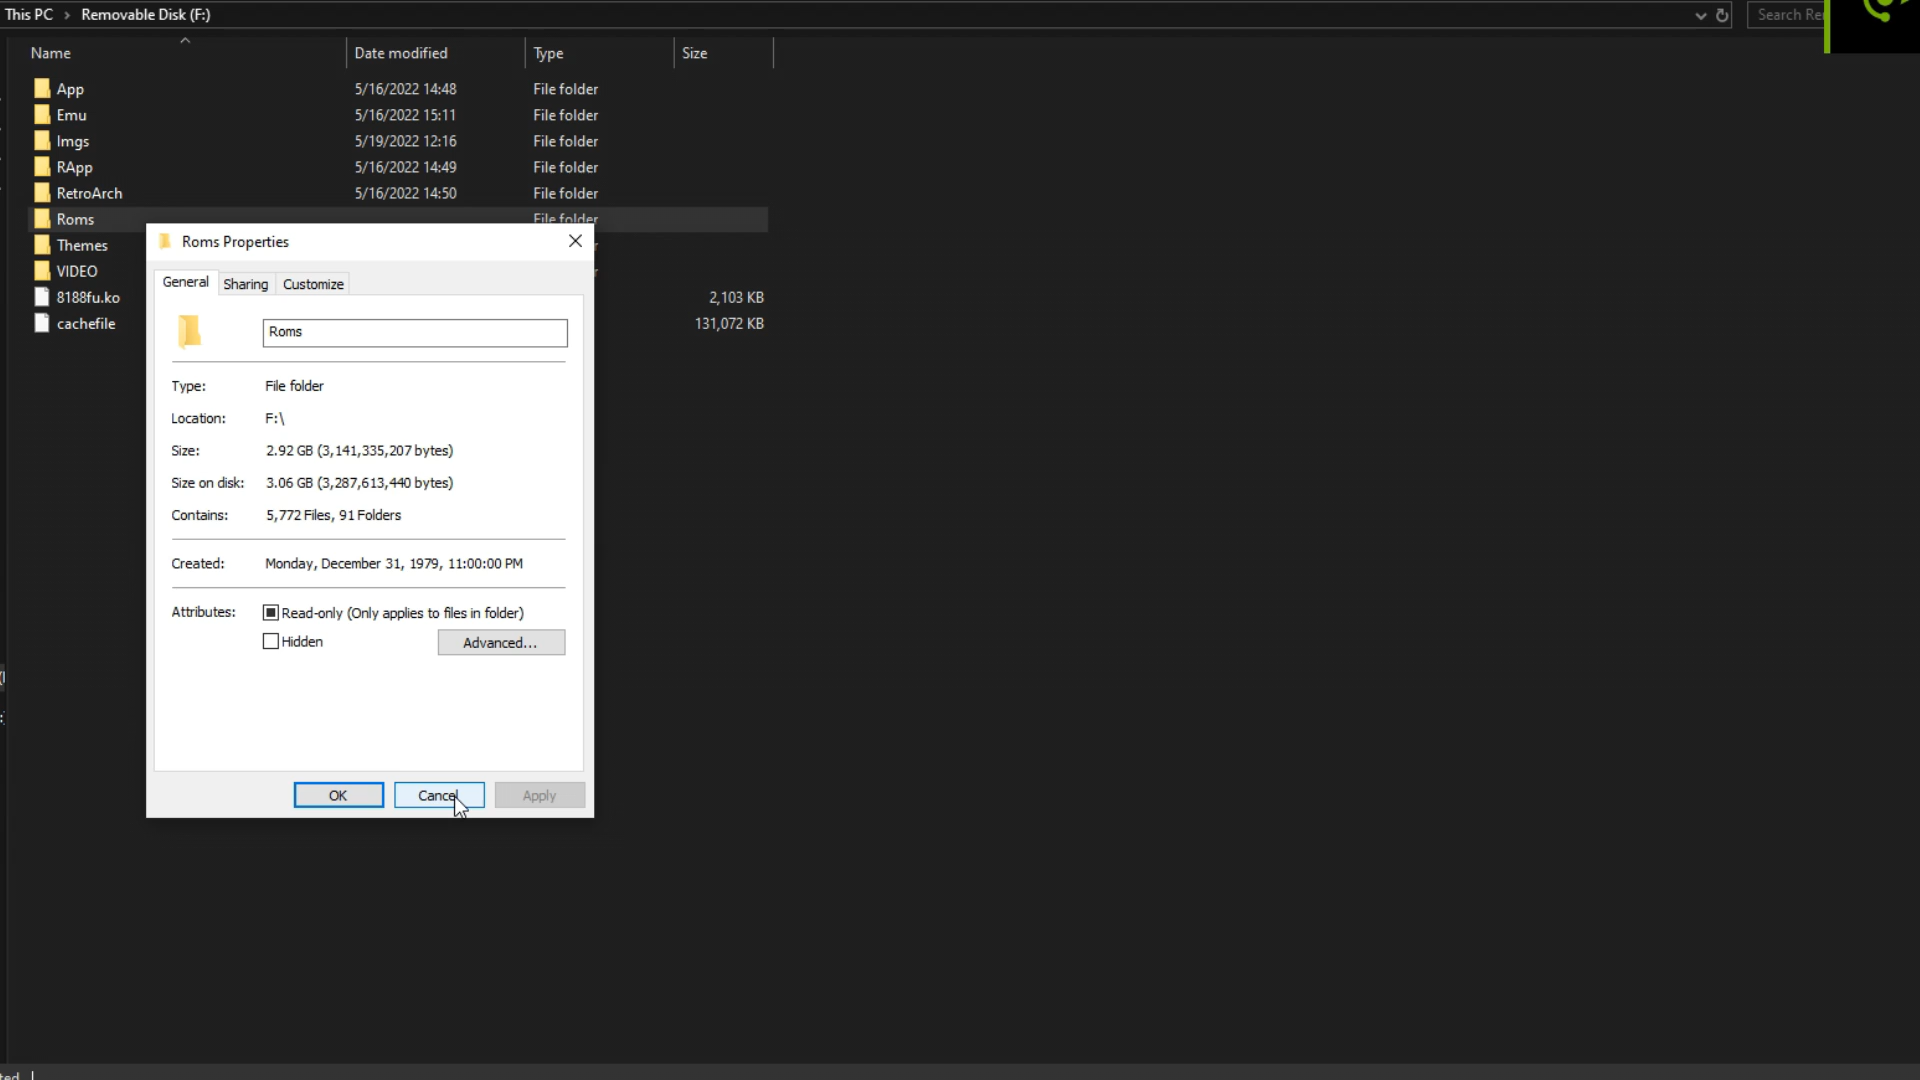 This PC > Removable Disk (F:)
Search Re
Name Date modified Type Size
App 5/16/2022 14:48 File folder
Emu 5/16/2022 15:11 File folder
Imgs 5/19/2022 12:16 File folder
RApp 5/16/2022 14:49 File folder
RetroArch 5/16/2022 14:50 File folder
Roms File folder
Themes
VIDEO
8188fu.ko 2,103 KB
cachefile 131,072 KB
Roms Properties
General Sharing Customize
Roms
Type: File folder
Location: F:\
Size: 2.92 GB (3,141,335,207 bytes)
Size on disk: 3.06 GB (3,287,613,440 bytes)
Contains: 5,772 Files, 91 Folders
Created: Monday, December 31, 1979, 11:00:00 PM
Attributes: Read-only (Only applies to files in folder)
Hidden Advanced...
OK Cancel Apply